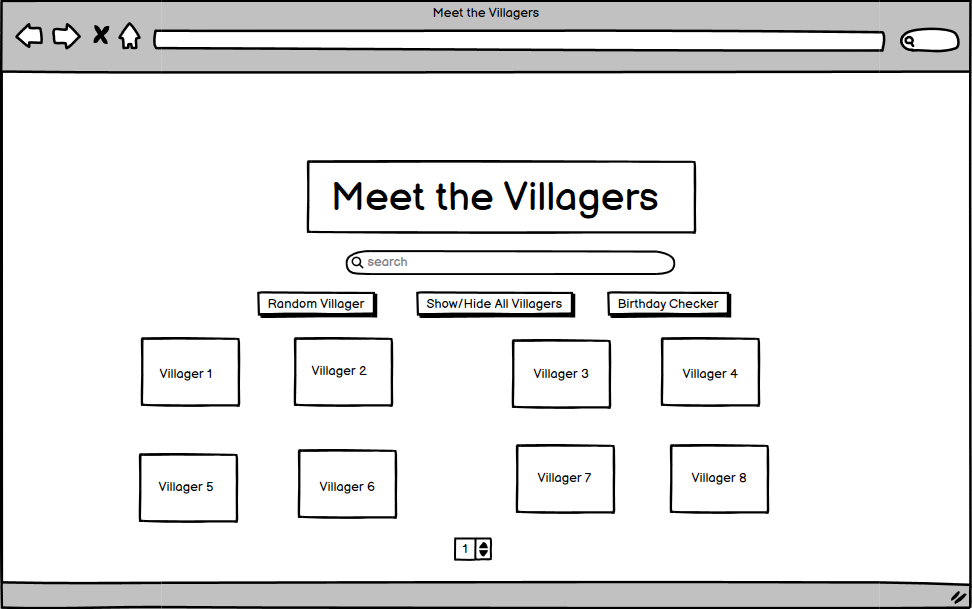 Meet the Villagers
Meet the Villagers
search
Random Villager
Show/Hide All Villagers
Birthday Checker
Villager 1
Villager 2
Villager 3
Villager 4
Villager 5
Villager 6
Villager 7
Villager 8
1